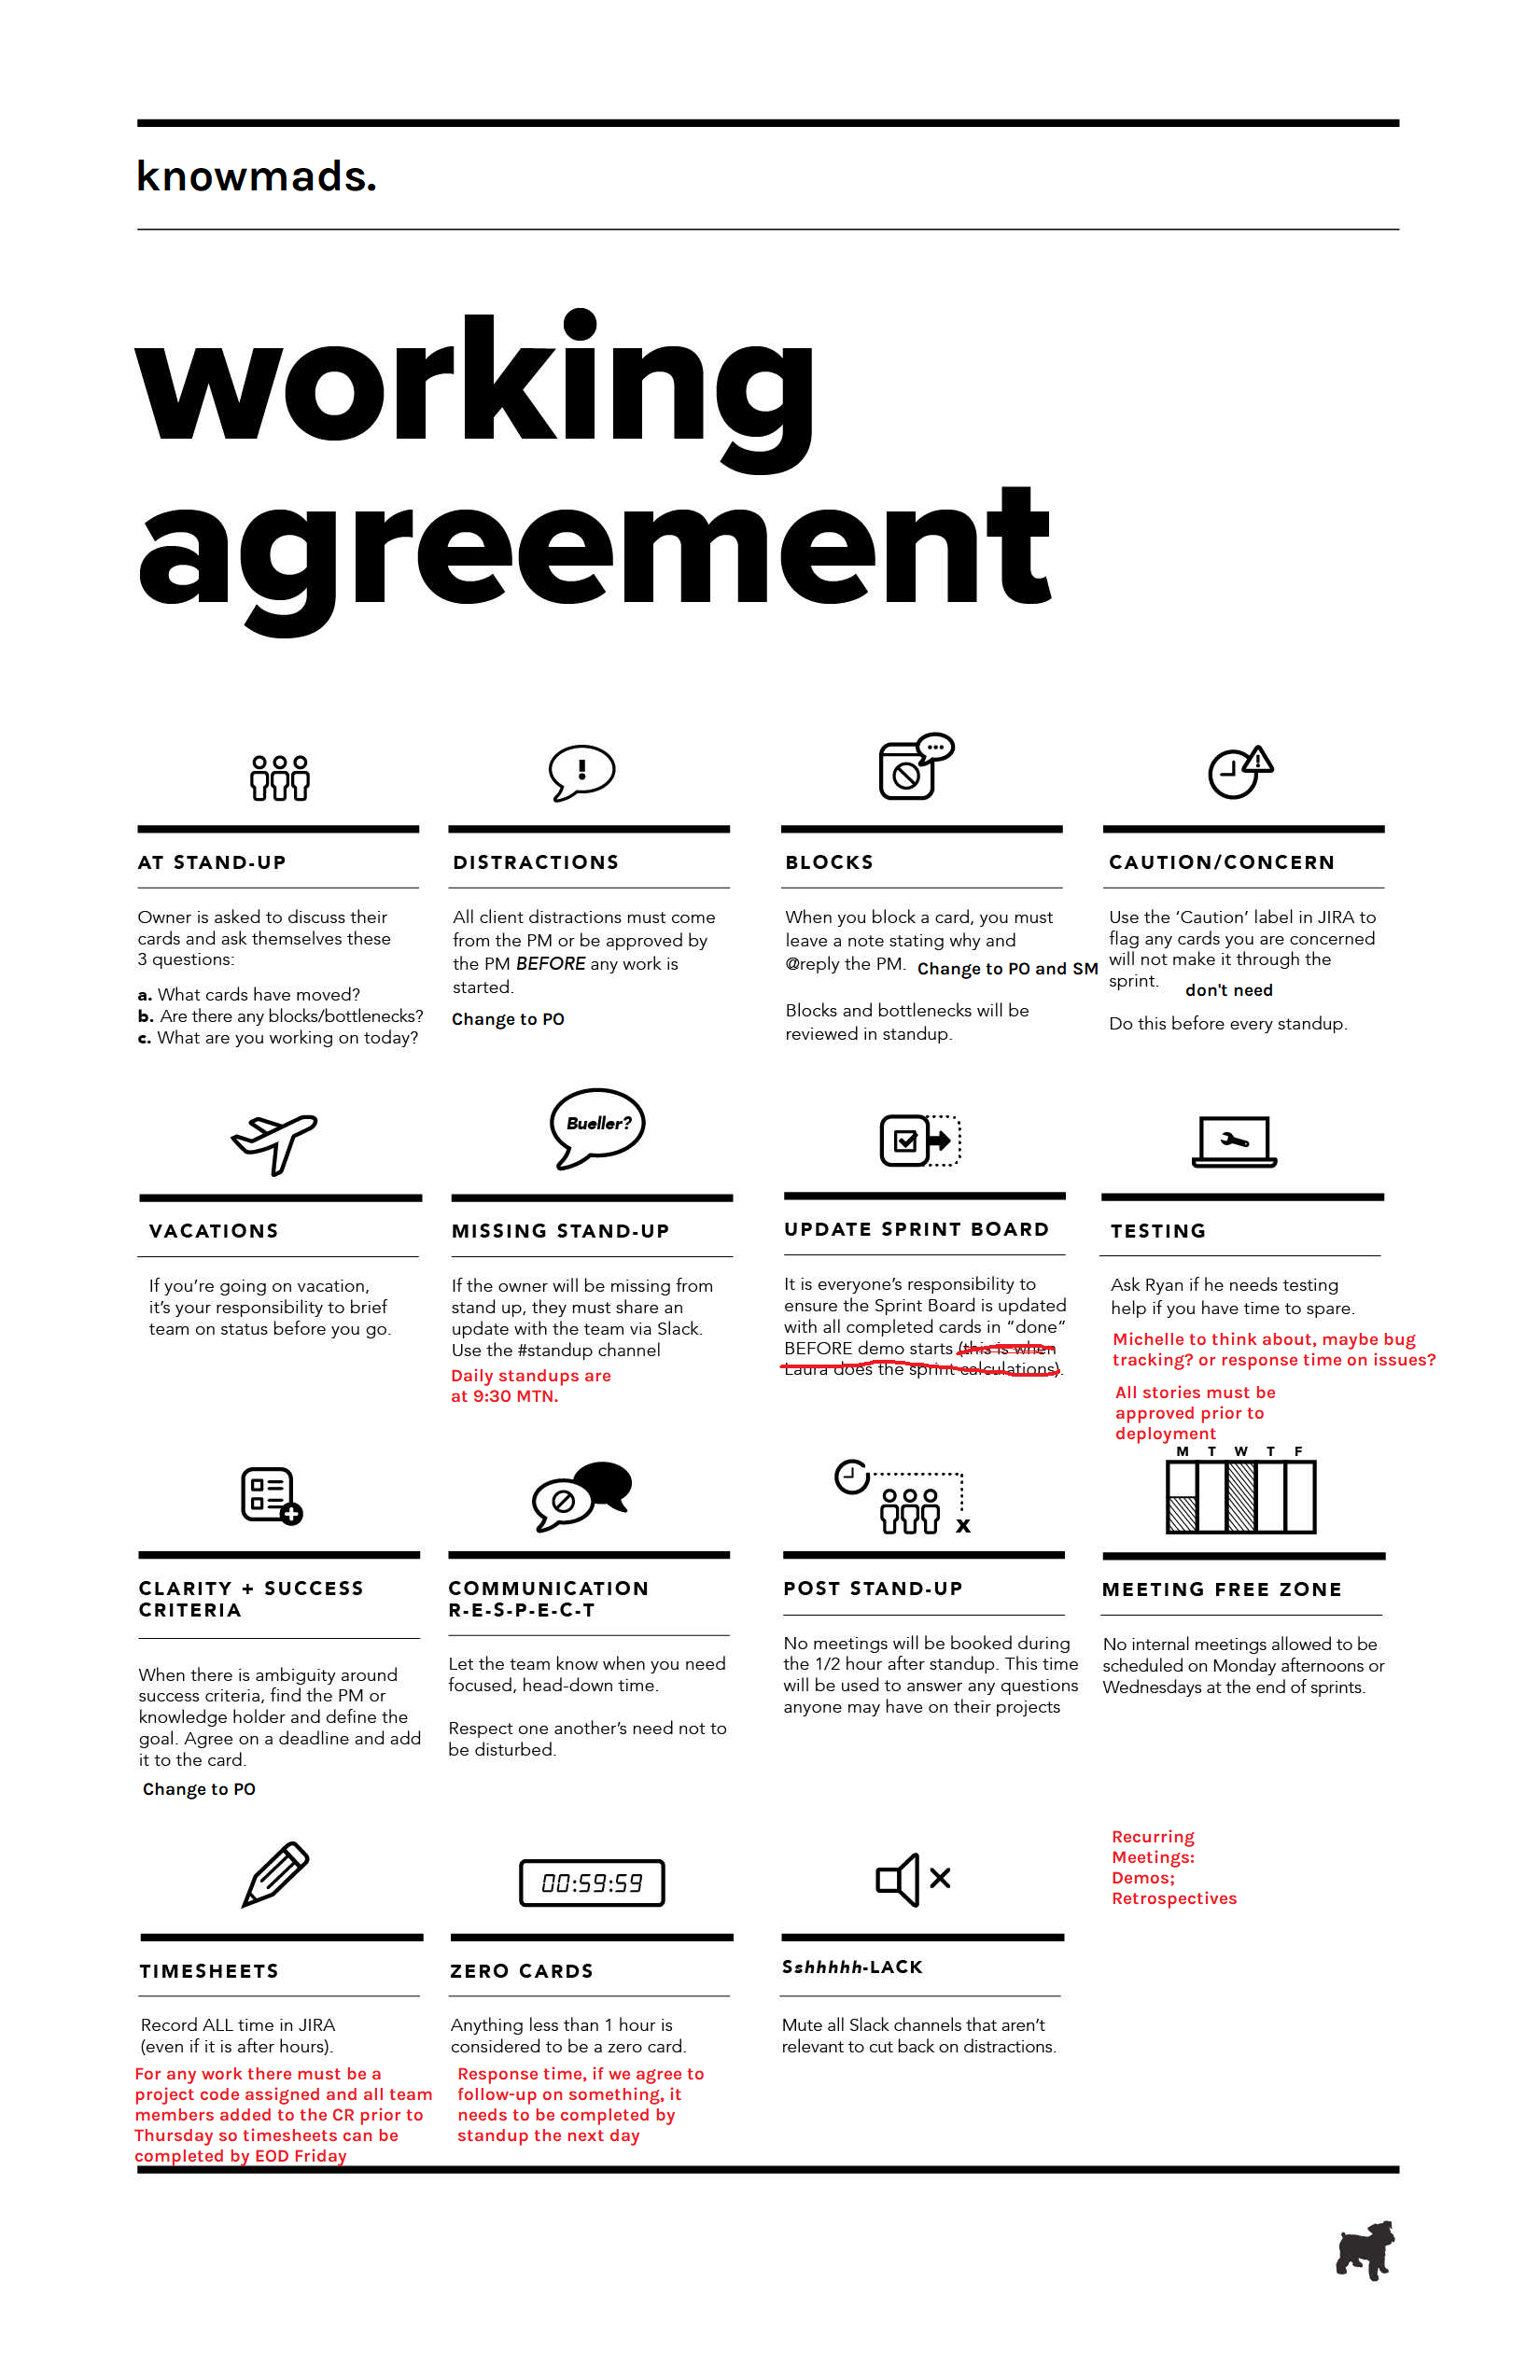 knowmads.
working
agreement
AT STAND-UP
Owner is asked to discuss their
cards and ask themselves these
3 questions:
a. What cards have moved?
b. Are there any blocks/bottlenecks?
c. What are you working on today?
DISTRACTIONS
All client distractions must come
from the PM or be approved by
the PM BEFORE any work is
started.
Change to PO
BLOCKS
When you block a card, you must
leave a note stating why and
@reply the PM. Change to PO and SM
Blocks and bottlenecks will be
reviewed in standup.
CAUTION/CONCERN
Use the ‘Caution’ label in JIRA to
flag any cards you are concerned
will not make it through the
sprint.
don't need
Do this before every standup.
VACATIONS
If you’re going on vacation,
it’s your responsibility to brief
team on status before you go.
Bueller?
MISSING STAND-UP
If the owner will be missing from
stand up, they must share an
update with the team via Slack.
Use the #standup channel
Daily standups are
at 9:30 MTN.
UPDATE SPRINT BOARD
It is everyone’s responsibility to
ensure the Sprint Board is updated
with all completed cards in “done”
BEFORE demo starts (this is when
Laura does the sprint calculations).
TESTING
Ask Ryan if he needs testing
help if you have time to spare.
Michelle to think about, maybe bug
tracking? or response time on issues?
All stories must be
approved prior to
deployment
CLARITY + SUCCESS
CRITERIA
When there is ambiguity around
success criteria, find the PM or
knowledge holder and define the
goal. Agree on a deadline and add
it to the card.
Change to PO
COMMUNICATION
R-E-S-P-E-C-T
Let the team know when you need
focused, head-down time.
Respect one another’s need not to
be disturbed.
x
POST STAND-UP
No meetings will be booked during
the 1/2 hour after standup. This time
will be used to answer any questions
anyone may have on their projects
M T W T F
MEETING FREE ZONE
No internal meetings allowed to be
scheduled on Monday afternoons or
Wednesdays at the end of sprints.
TIMESHEETS
Record ALL time in JIRA
(even if it is after hours).
For any work there must be a
project code assigned and all team
members added to the CR prior to
Thursday so timesheets can be
completed by EOD Friday
00:59:59
ZERO CARDS
Anything less than 1 hour is
considered to be a zero card.
Response time, if we agree to
follow-up on something, it
needs to be completed by
standup the next day
Sshhhhh-LACK
Mute all Slack channels that aren’t
relevant to cut back on distractions.
Recurring
Meetings:
Demos;
Retrospectives